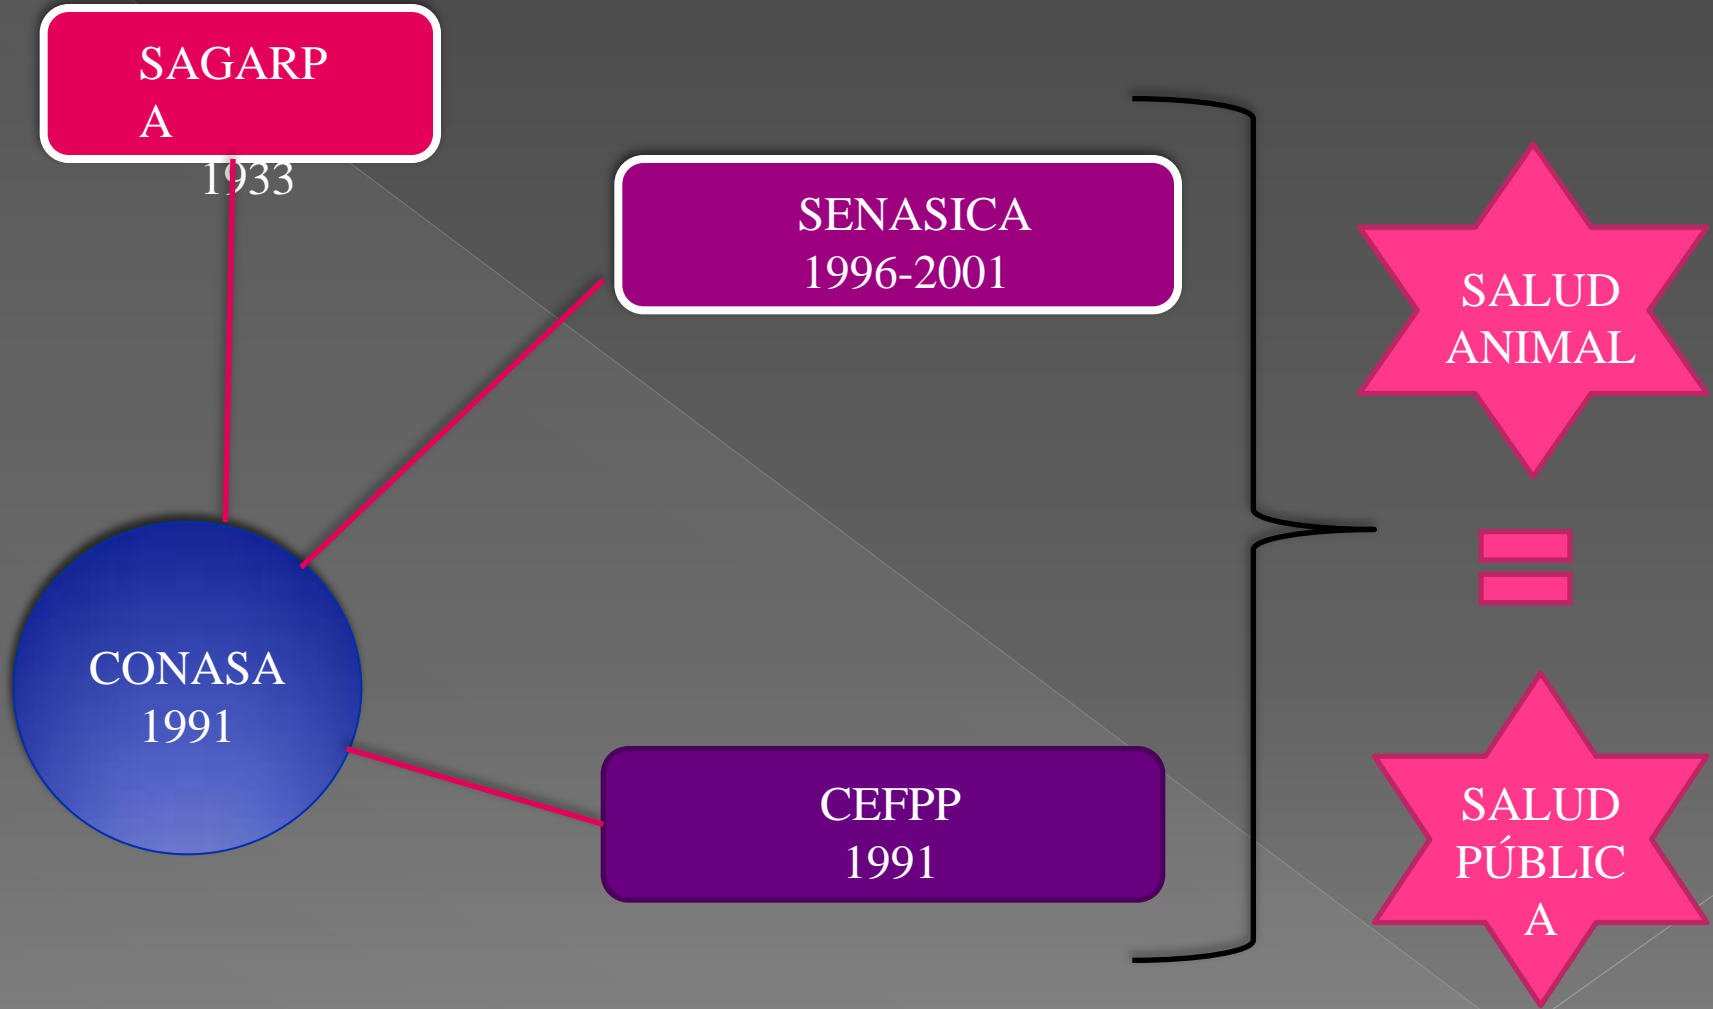 SAGARP
A
1933
SENASICA
1996-2001
CONASA
1991
CEFPP
1991
SALUD
ANIMAL
SALUD
PÚBLIC
A